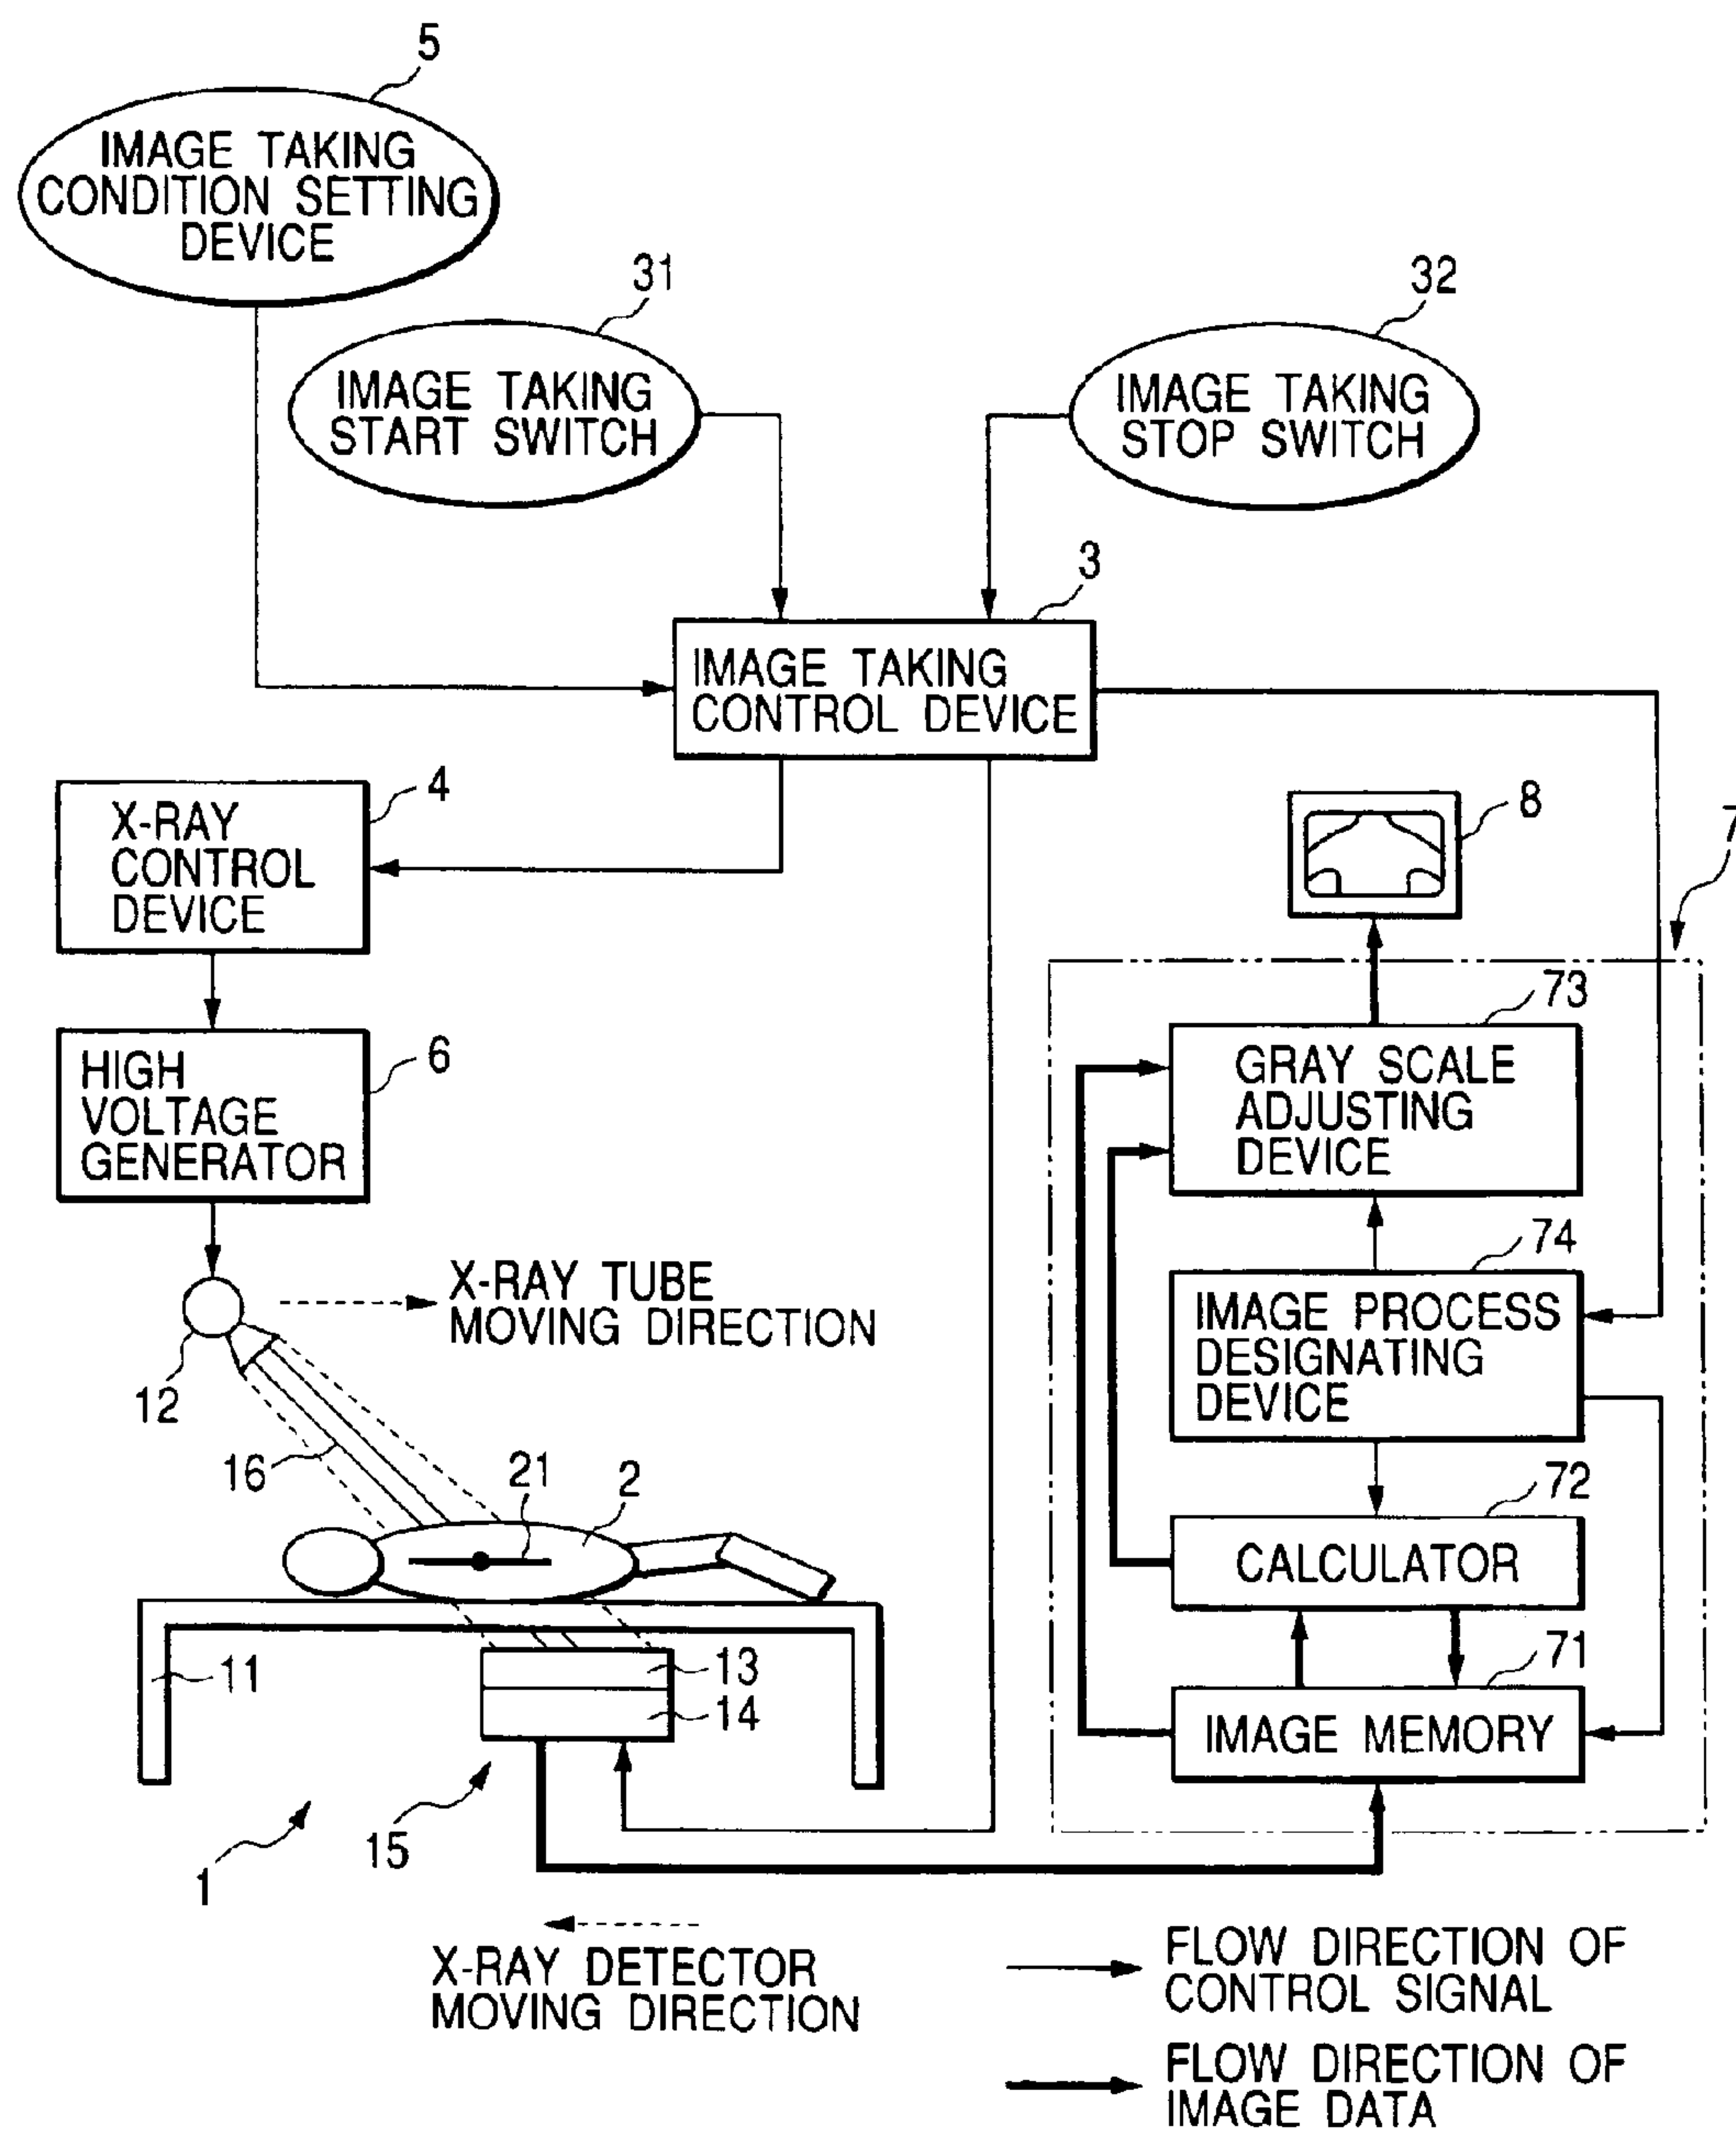 5
IMAGE TAKING
CONDITION SETTING
DEVICE
31
32
IMAGE TAKING
START SWITCH
IMAGE TAKING
STOP SWITCH
3
IMAGE TAKING
CONTROL DEVICE
4
X-RAY
CONTROL
DEVICE
8
7
6
HIGH
VOLTAGE
GENERATOR
73
GRAY SCALE
ADJUSTING
DEVICE
X-RAY TUBE
MOVING DIRECTION
12
74
IMAGE PROCESS
DESIGNATING
DEVICE
16
21
2
72
CALCULATOR
11
13
14
71
IMAGE MEMORY
15
1
X-RAY DETECTOR
MOVING DIRECTION
FLOW DIRECTION OF
CONTROL SIGNAL
FLOW DIRECTION OF
IMAGE DATA